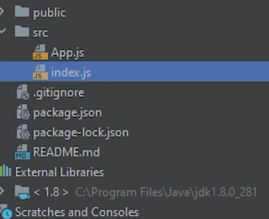 public
src
App.js
index.js
.gitignore
package.json
package-lock.json
README.md
External Libraries
< 1.8 > C:\Program Files\Java\jdk1.8.0_281
Scratches and Consoles